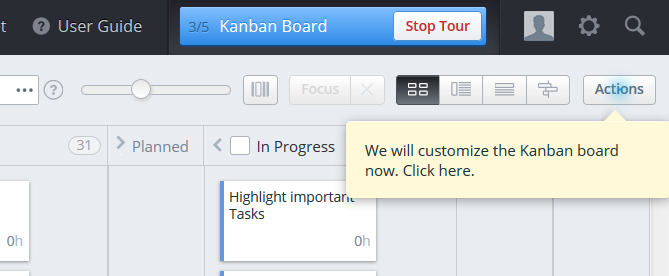 t
User Guide
3/5 Kanban Board
Stop Tour
Focus
Actions
31
Planned
In Progress
We will customize the Kanban board
now. Click here.
Highlight important
Tasks
0h
0h